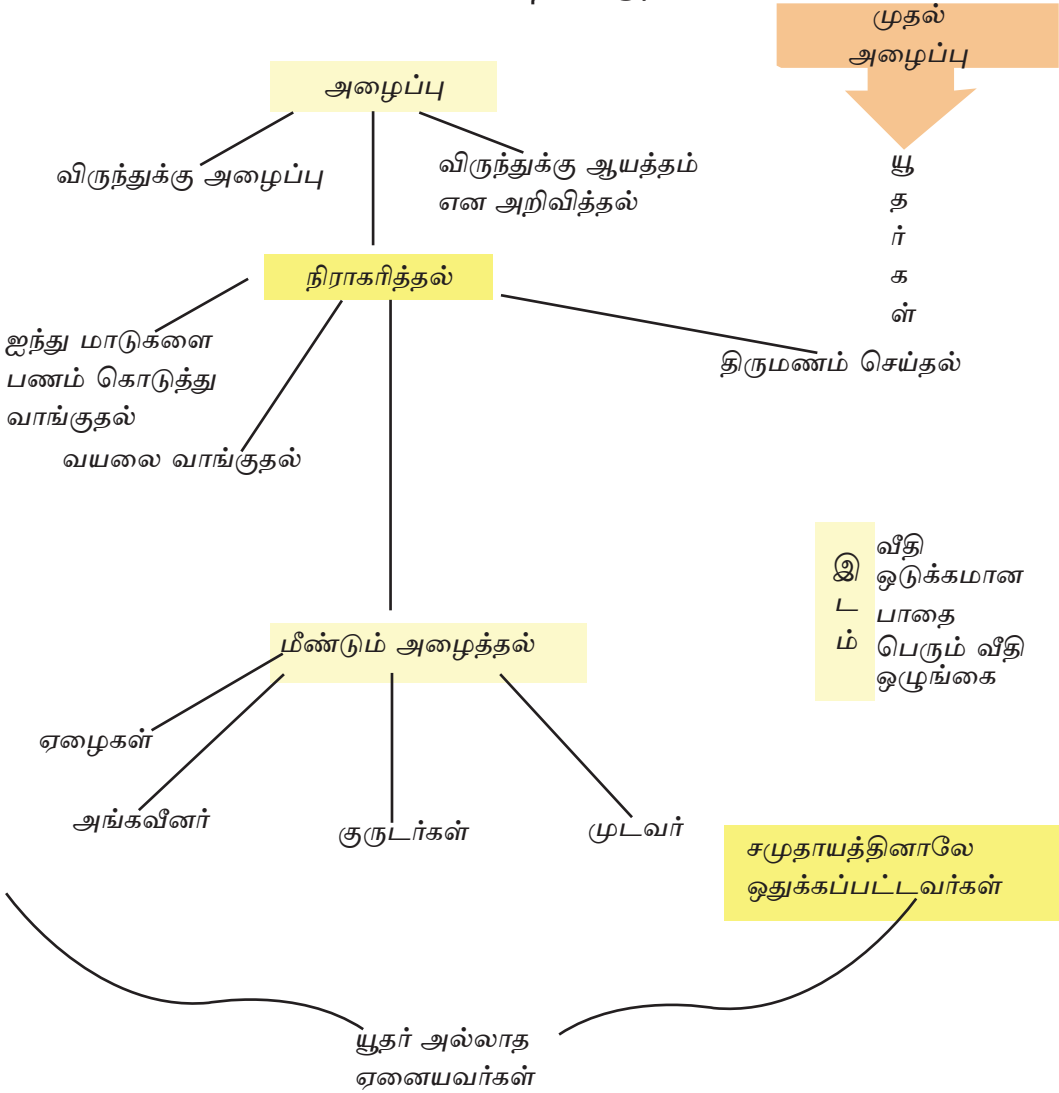 முதல்
அழைப்பு
அழைப்பு
விருந்துக்கு அழைப்பு
விருந்துக்கு ஆயத்தம்
என அறிவித்தல்
யூ
த
ர்
க
ள்
நிராகரித்தல்
ஐந்து மாடுகளை
பணம் கொடுத்து
வாங்குதல்
வயலை வாங்குதல்
திருமணம் செய்தல்
இ
ட
ம்
வீதி
ஒடுக்கமான
பாதை
பெரும் வீதி
ஒழுங்கை
மீண்டும் அழைத்தல்
ஏழைகள்
அங்கவீனர்
குருடர்கள்
முடவர்
சமுதாயத்தினாலே
ஒதுக்கப்பட்டவர்கள்
யூதர் அல்லாத
ஏனையவர்கள்